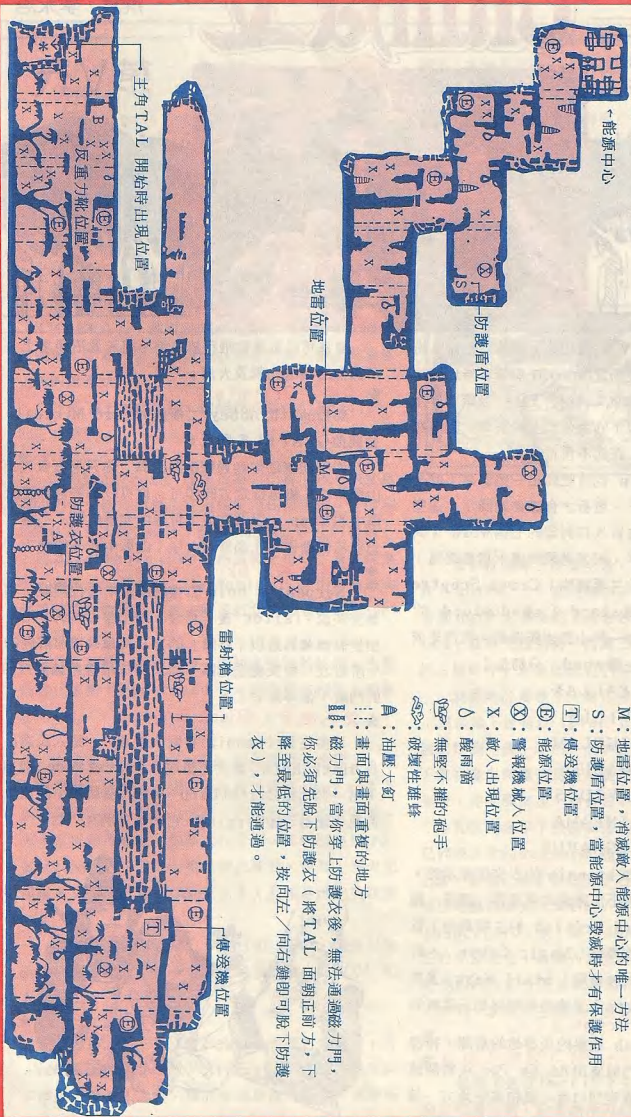 ←能源中心
防護盾位置
地雷位置
主角TAL 開始時出現位置
反重力靴位置
防護衣位置
雷射槍位置
傳送機位置
M：地雷位置，消滅敵人能源中心的唯一方法
S：防護盾位置，當能源中心毀滅時才有保護作用
T：傳送機位置
Ⓔ：能源位置
Ⓧ：警報機械人位置
X：敵人出現位置
：酸雨滴
：無堅不摧的砲手
：破壞性雄蜂
：油壓大釘
：畫面與畫面重複的地方
：磁力門，當你穿上防護衣後，無法通過磁力門，
你必須先脫下防護衣（將TAL 面朝正前方，下
降至最低的位置，按向左／向右鍵即可脫下防護
衣），才能通過。